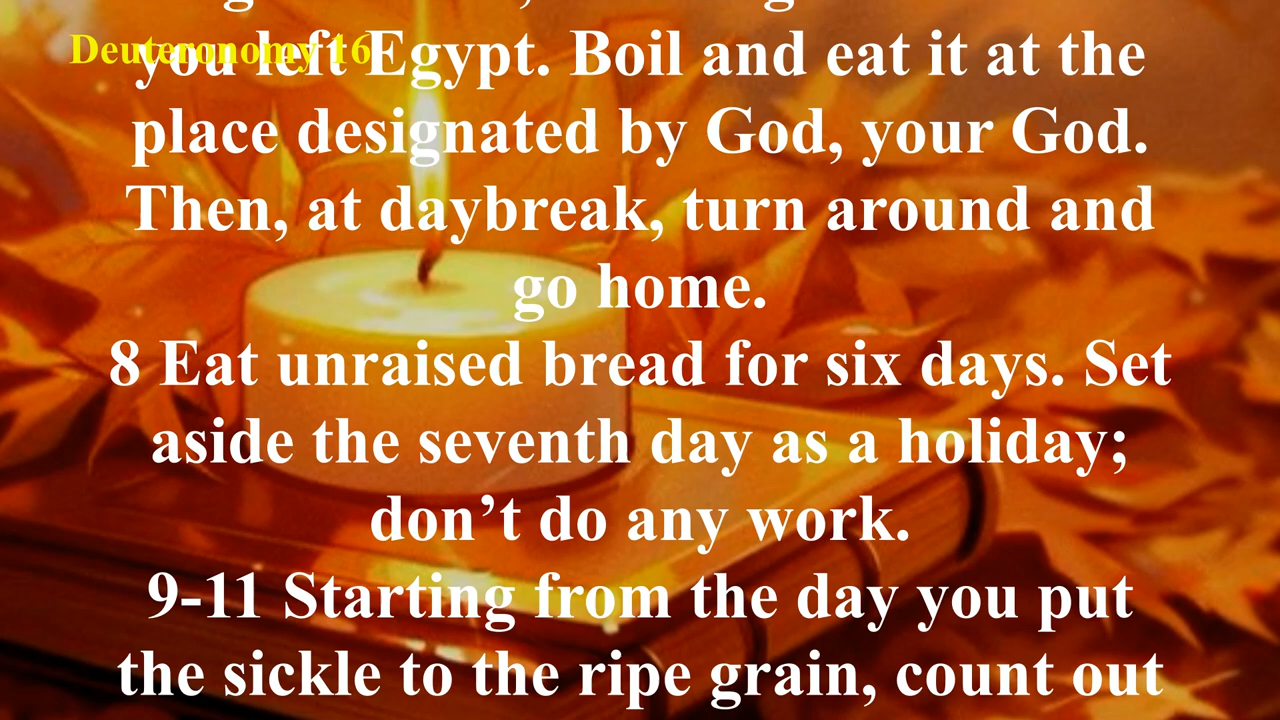 Deuteronomy 16
you left Egypt. Boil and eat it at the
place designated by God, your God.
Then, at daybreak, turn around and
go home.
8 Eat unraised bread for six days. Set
aside the seventh day as a holiday;
don’t do any work.
9-11 Starting from the day you put
the sickle to the ripe grain, count out